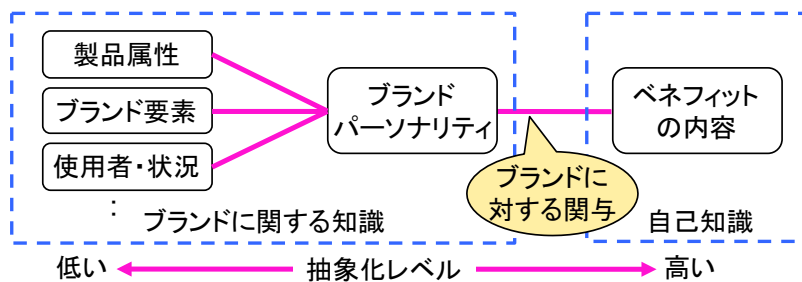 製品属性
ブランド要素
使用者・状況
:
ブランドに関する知識
ブランド
パーソナリティ
ブランドに
対する関与
ベネフィット
の内容
自己知識
低い
抽象化レベル
高い